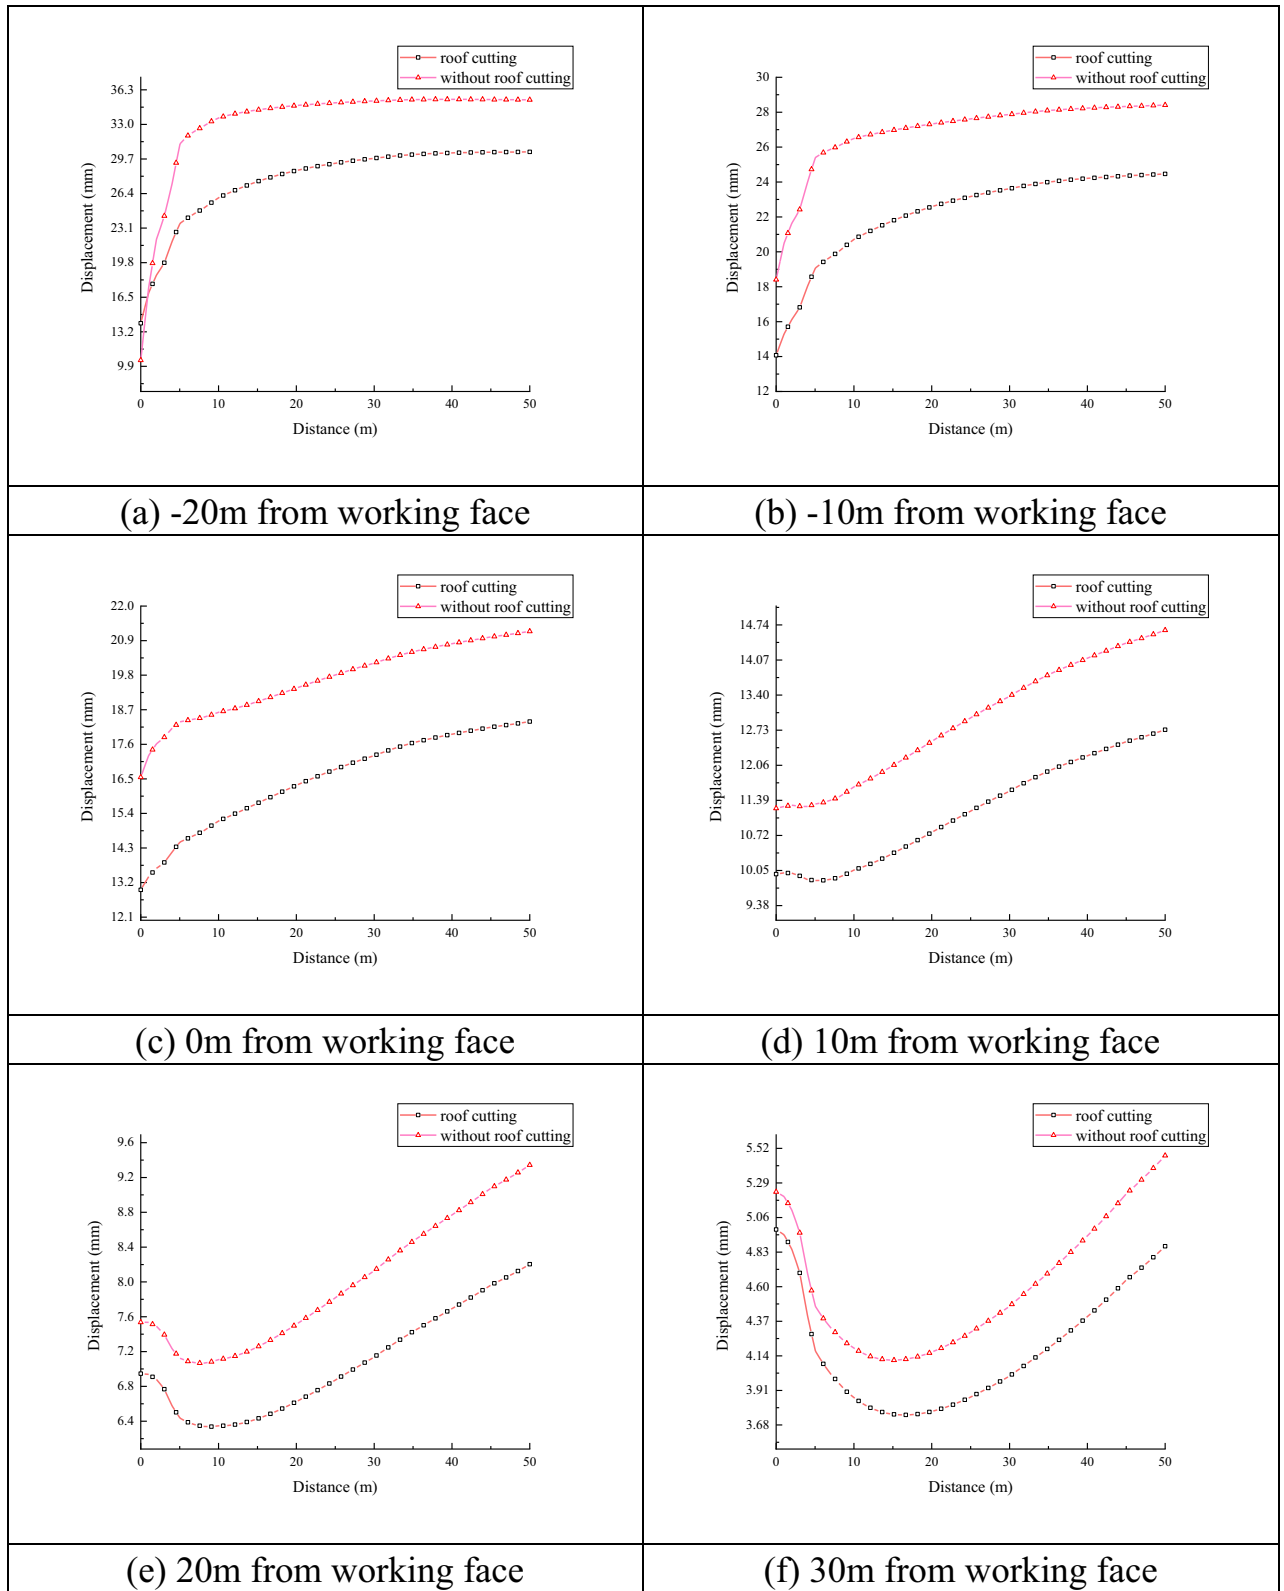 roof cutting
without roof cutting
36.3
33.0
29.7
26.4
23.1
19.8
16.5
13.2
9.9
Displacement (mm)
0 10 20 30 40 50
Distance (m)
(a) -20m from working face
roof cutting
without roof cutting
30
28
26
24
22
20
18
16
14
12
Displacement (mm)
0 10 20 30 40 50
Distance (m)
(b) -10m from working face
roof cutting
without roof cutting
22.0
20.9
19.8
18.7
17.6
16.5
15.4
14.3
13.2
12.1
Displacement (mm)
0 10 20 30 40 50
Distance (m)
(c) 0m from working face
roof cutting
without roof cutting
14.74
14.07
13.40
12.73
12.06
11.39
10.72
10.05
9.38
Displacement (mm)
0 10 20 30 40 50
Distance (m)
(d) 10m from working face
roof cutting
without roof cutting
9.6
9.2
8.8
8.4
8.0
7.6
7.2
6.8
6.4
Displacement (mm)
0 10 20 30 40 50
Distance (m)
(e) 20m from working face
roof cutting
without roof cutting
5.52
5.29
5.06
4.83
4.60
4.37
4.14
3.91
3.68
Displacement (mm)
0 10 20 30 40 50
Distance (m)
(f) 30m from working face